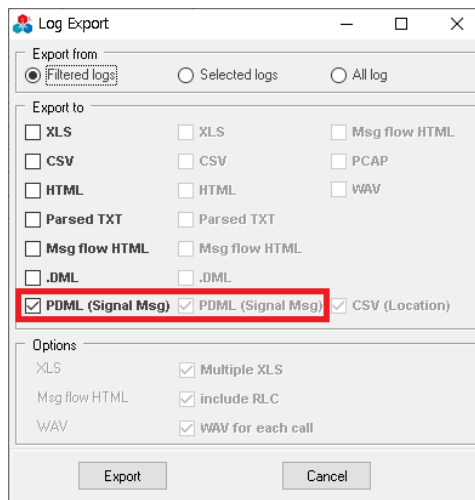 Log Export
Export from
Filtered logs Selected logs All log
Export to
XLS XLS Msg flow HTML
CSV CSV PCAP
HTML HTML WAV
Parsed TXT Parsed TXT
Msg flow HTML Msg flow HTML
.DML .DML
PDML (Signal Msg) PDML (Signal Msg) CSV (Location)
Options
XLS Multiple XLS
Msg flow HTML include RLC
WAV WAV for each call
Export Cancel